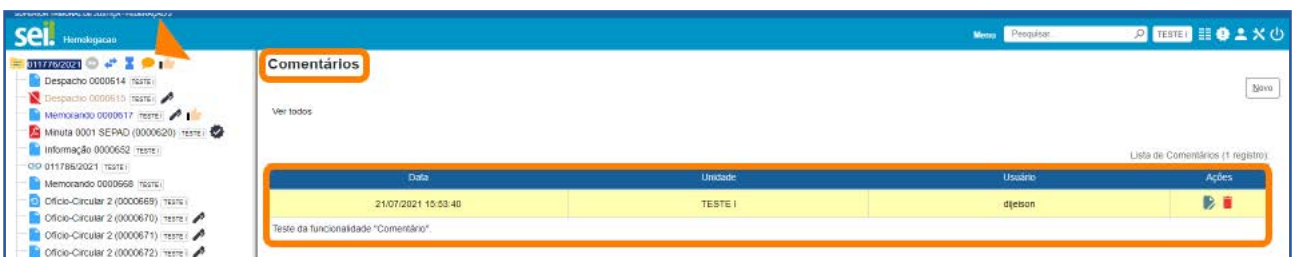 SUPERIOR TRIBUNAL DE JUSTIÇA - FEDERAÇÃO 2
sei! Homologacao
Menu Pesquisar... TESTE I
011776/2021
Despacho 0000614 TESTE I
Despacho 0000615 TESTE I
Memorando 0000617 TESTE I
Minuta 0001 SEPAD (0000620) TESTE I
Informação 0000652 TESTE I
011786/2021 TESTE I
Memorando 0000668 TESTE I
Ofício-Circular 2 (0000669) TESTE I
Ofício-Circular 2 (0000670) TESTE I
Ofício-Circular 2 (0000671) TESTE I
Ofício-Circular 2 (0000672) TESTE I
Comentários
Novo
Ver todos
Lista de Comentários (1 registro):
Data Unidade Usuário Ações
21/07/2021 15:53:40 TESTE I dijeison
Teste da funcionalidade "Comentário".